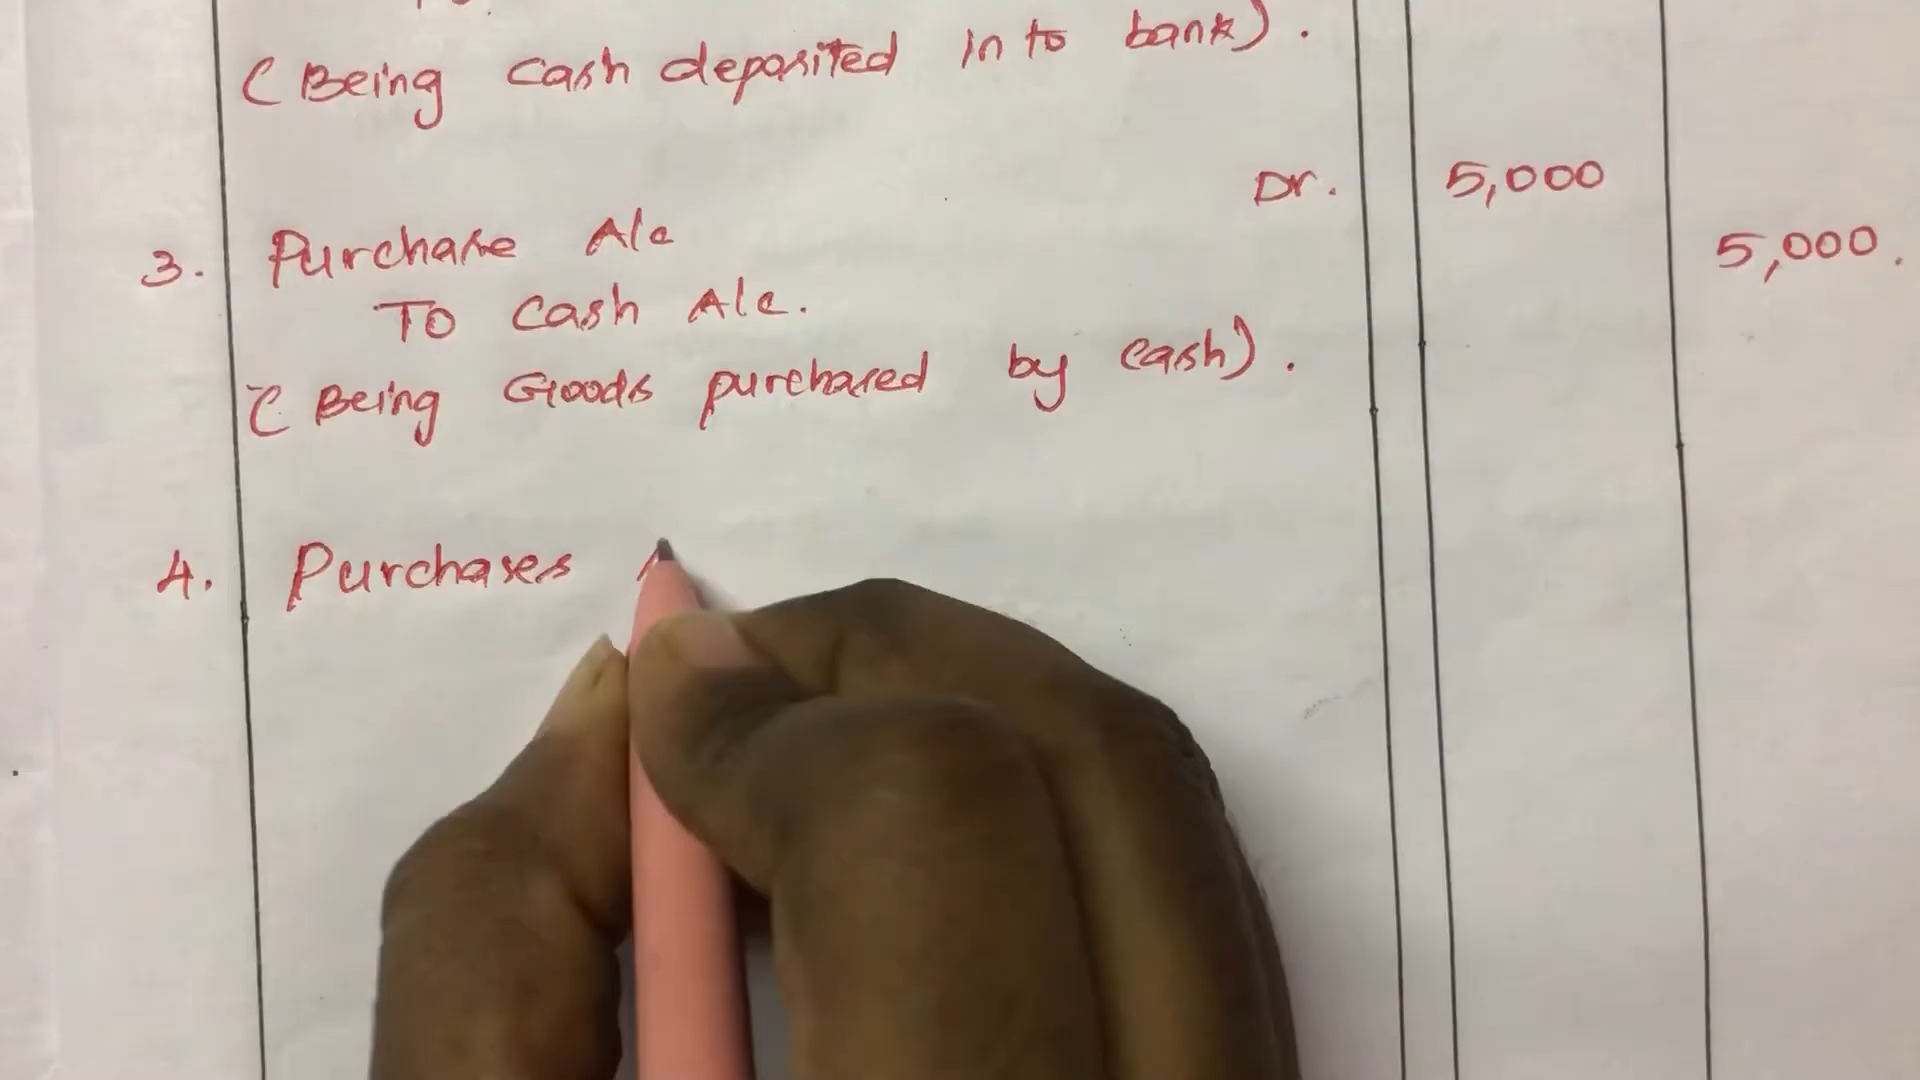 (Being cash deposited in to bank).
3. Purchase A/c Dr. 5,000
To cash A/c. 5,000.
(Being Goods purchased by cash).
4. Purchases